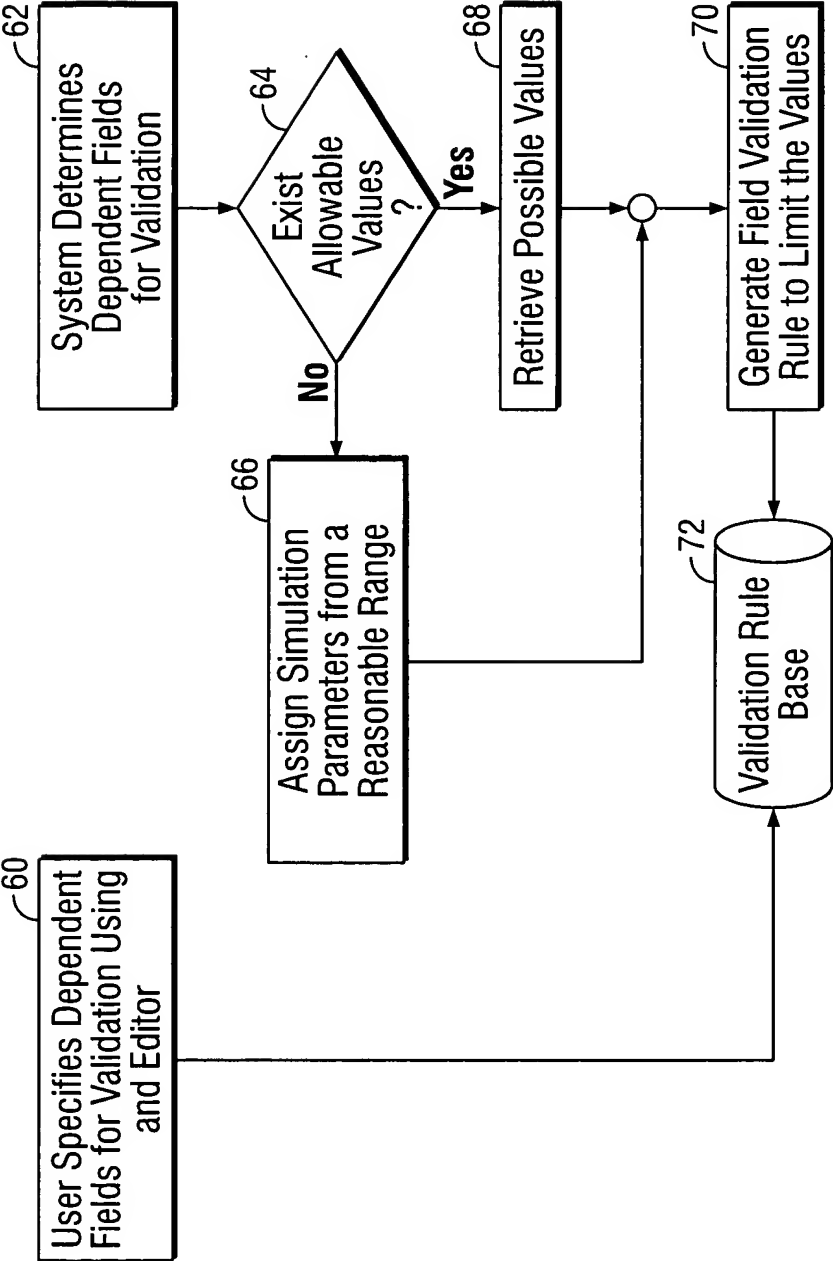 60
User Specifies Dependent
Fields for Validation Using
and Editor
62
System Determines
Dependent Fields
for Validation
64
Exist
Allowable
Values
?
No
Yes
66
Assign Simulation
Parameters from a
Reasonable Range
68
Retrieve Possible Values
70
Generate Field Validation
Rule to Limit the Values
72
Validation Rule
Base